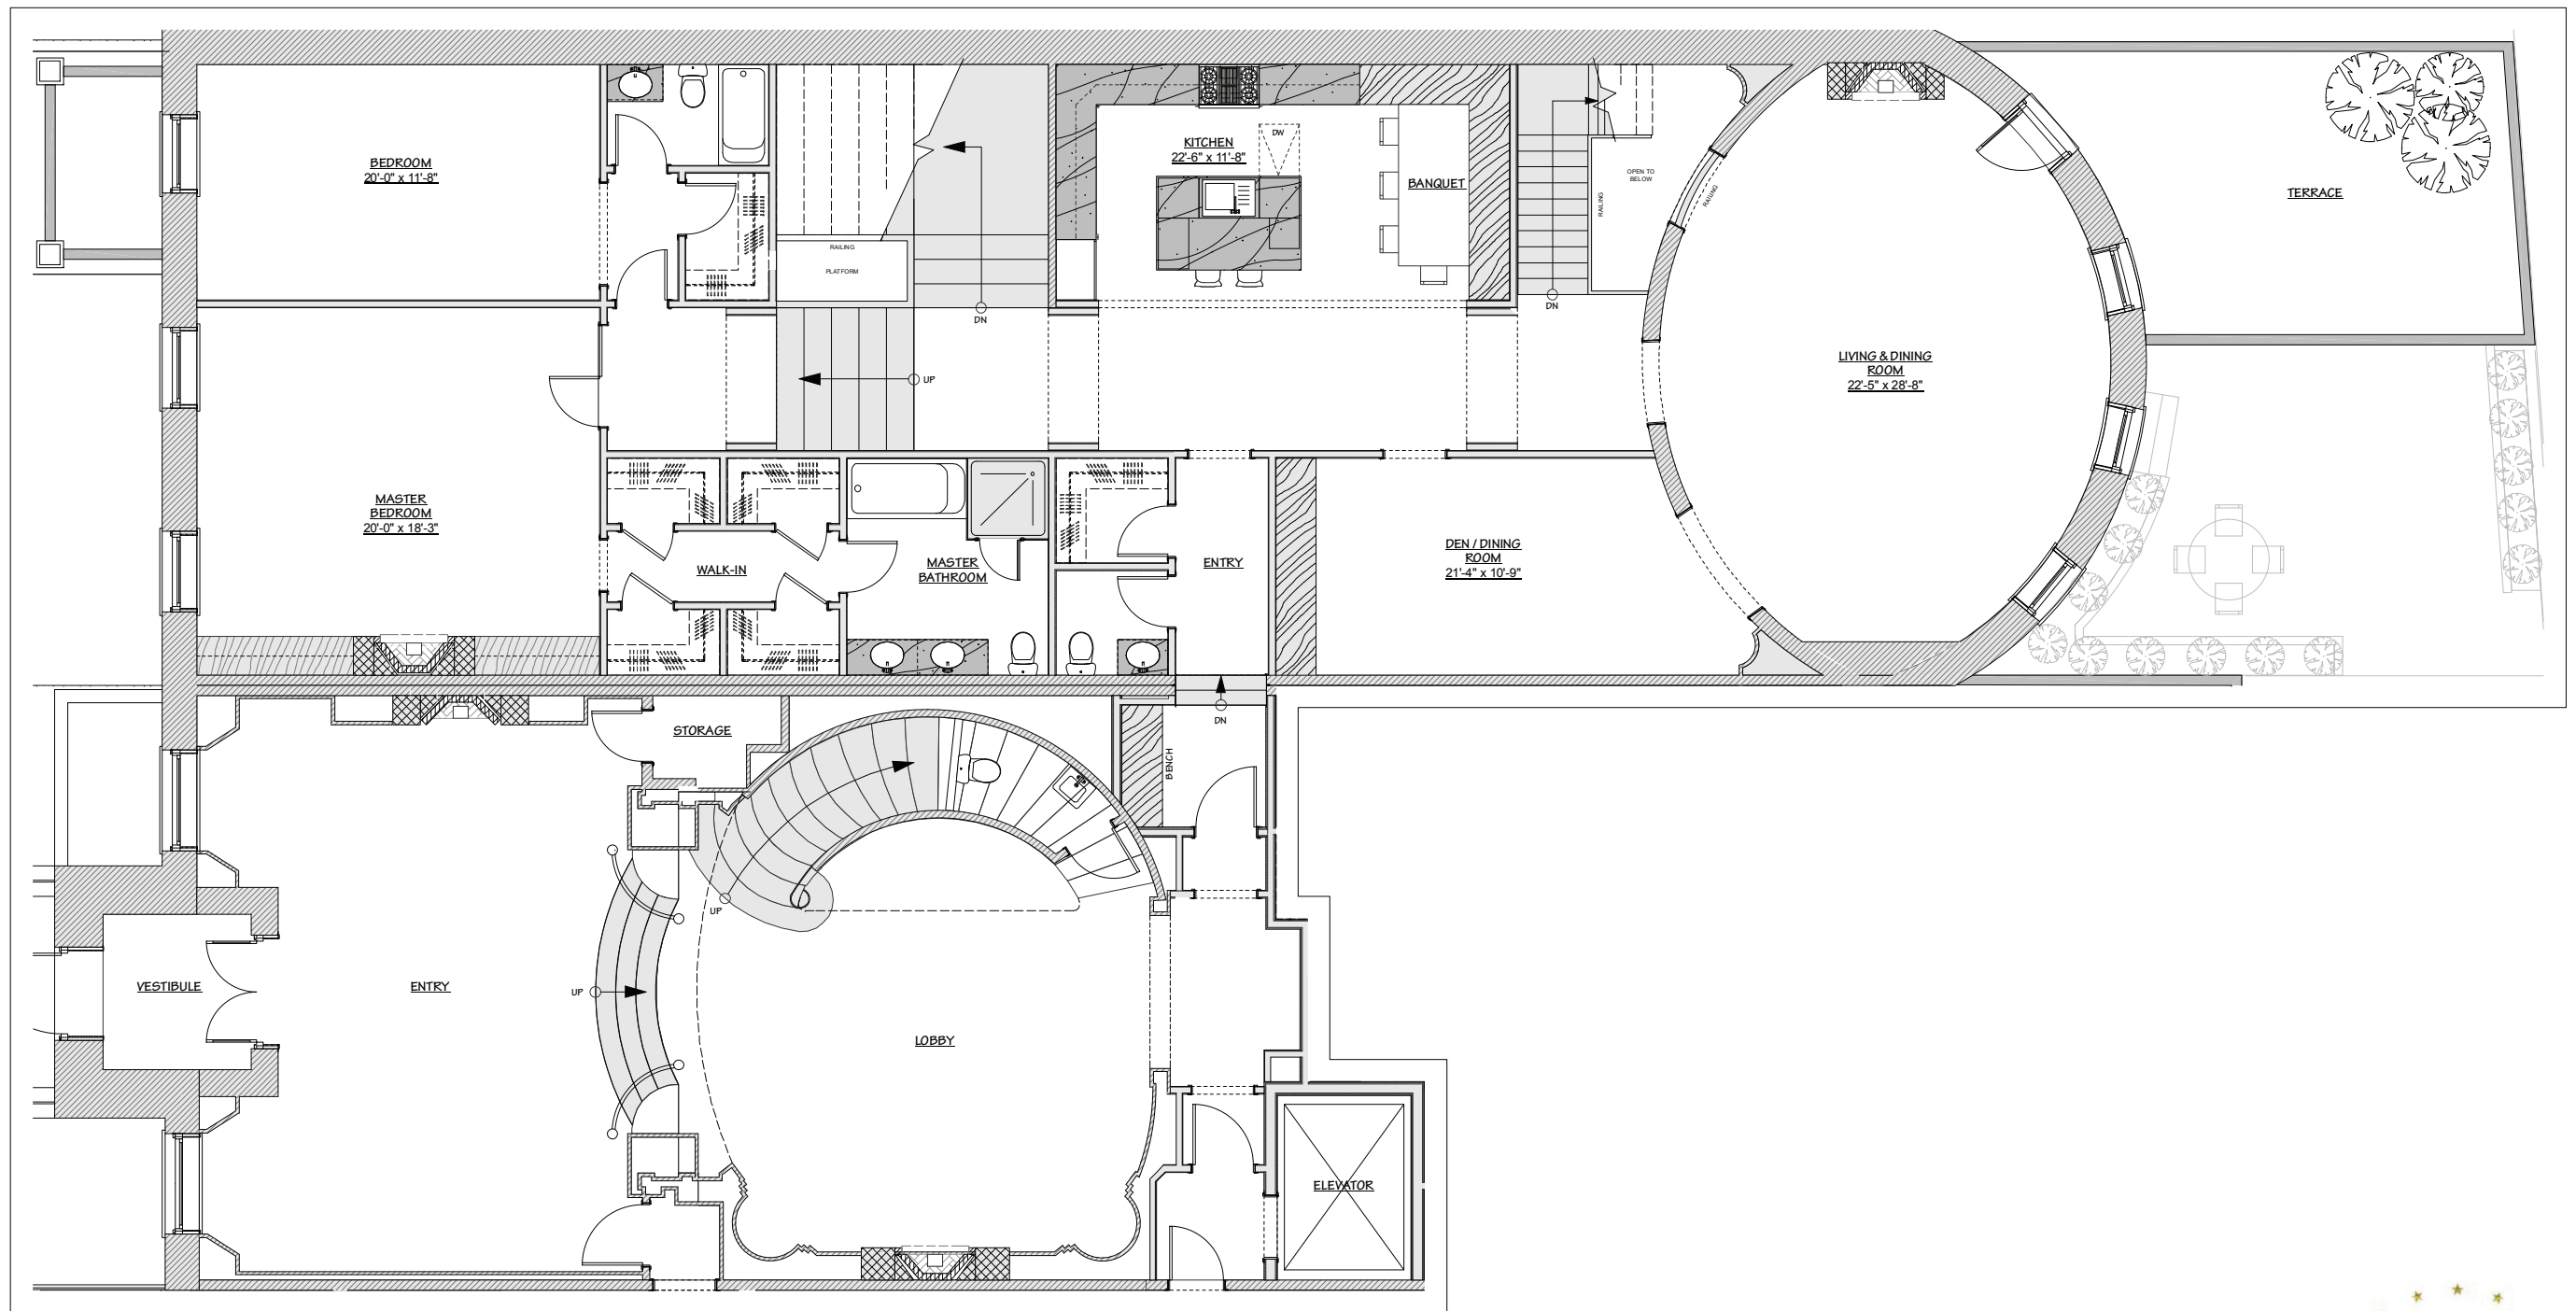 BEDROOM
20'-0" x 11'-8"
RAILING
PLATFORM
DN
UP
KITCHEN
22'-6" x 11'-8"
DW
BANQUET
DN
RAILING
OPEN TO
BELOW
RAILING
LIVING & DINING
ROOM
22'-5" x 28'-8"
TERRACE
MASTER
BEDROOM
20'-0" x 18'-3"
WALK-IN
MASTER
BATHROOM
ENTRY
DEN / DINING
ROOM
21'-4" x 10'-9"
STORAGE
BENCH
DN
UP
VESTIBULE
ENTRY
UP
LOBBY
ELEVATOR